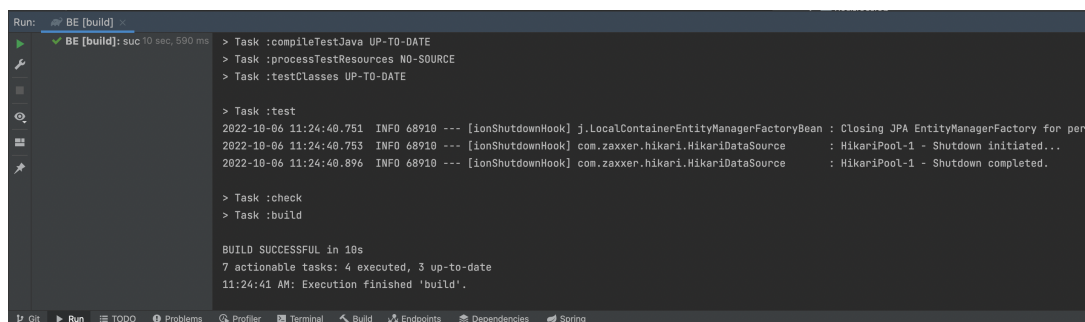 Run: BE [build] ×
BE [build]: suc 10 sec, 590 ms
> Task :compileTestJava UP-TO-DATE
> Task :processTestResources NO-SOURCE
> Task :testClasses UP-TO-DATE
> Task :test
2022-10-06 11:24:40.751 INFO 68910 --- [ionShutdownHook] j.LocalContainerEntityManagerFactoryBean : Closing JPA EntityManagerFactory for per
2022-10-06 11:24:40.753 INFO 68910 --- [ionShutdownHook] com.zaxxer.hikari.HikariDataSource : HikariPool-1 - Shutdown initiated...
2022-10-06 11:24:40.896 INFO 68910 --- [ionShutdownHook] com.zaxxer.hikari.HikariDataSource : HikariPool-1 - Shutdown completed.
> Task :check
> Task :build
BUILD SUCCESSFUL in 10s
7 actionable tasks: 4 executed, 3 up-to-date
11:24:41 AM: Execution finished 'build'.
Git Run TODO Problems Profiler Terminal Build Endpoints Dependencies Spring